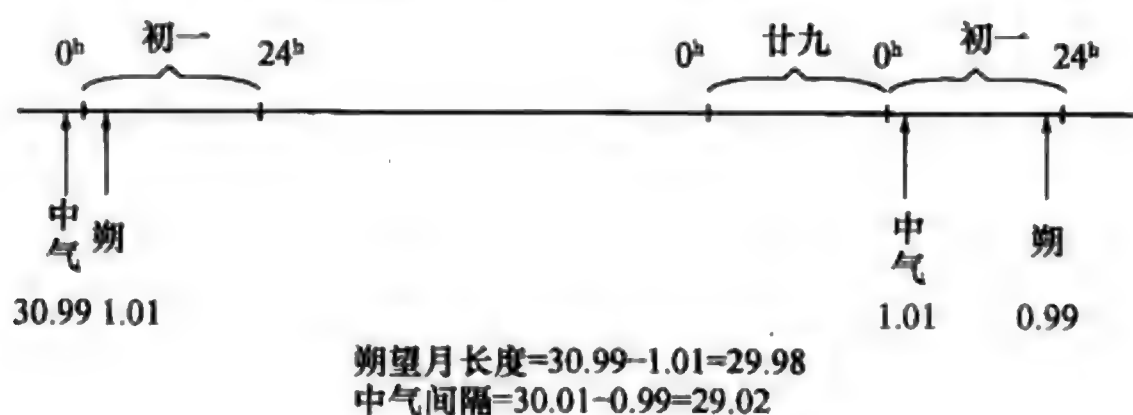 0ʰ 初一 24ʰ 0ʰ 廿九 0ʰ 初一 24ʰ
中气 朔 中气 朔
30.99 1.01 1.01 0.99
朔望月长度=30.99-1.01=29.98
中气间隔=30.01-0.99=29.02